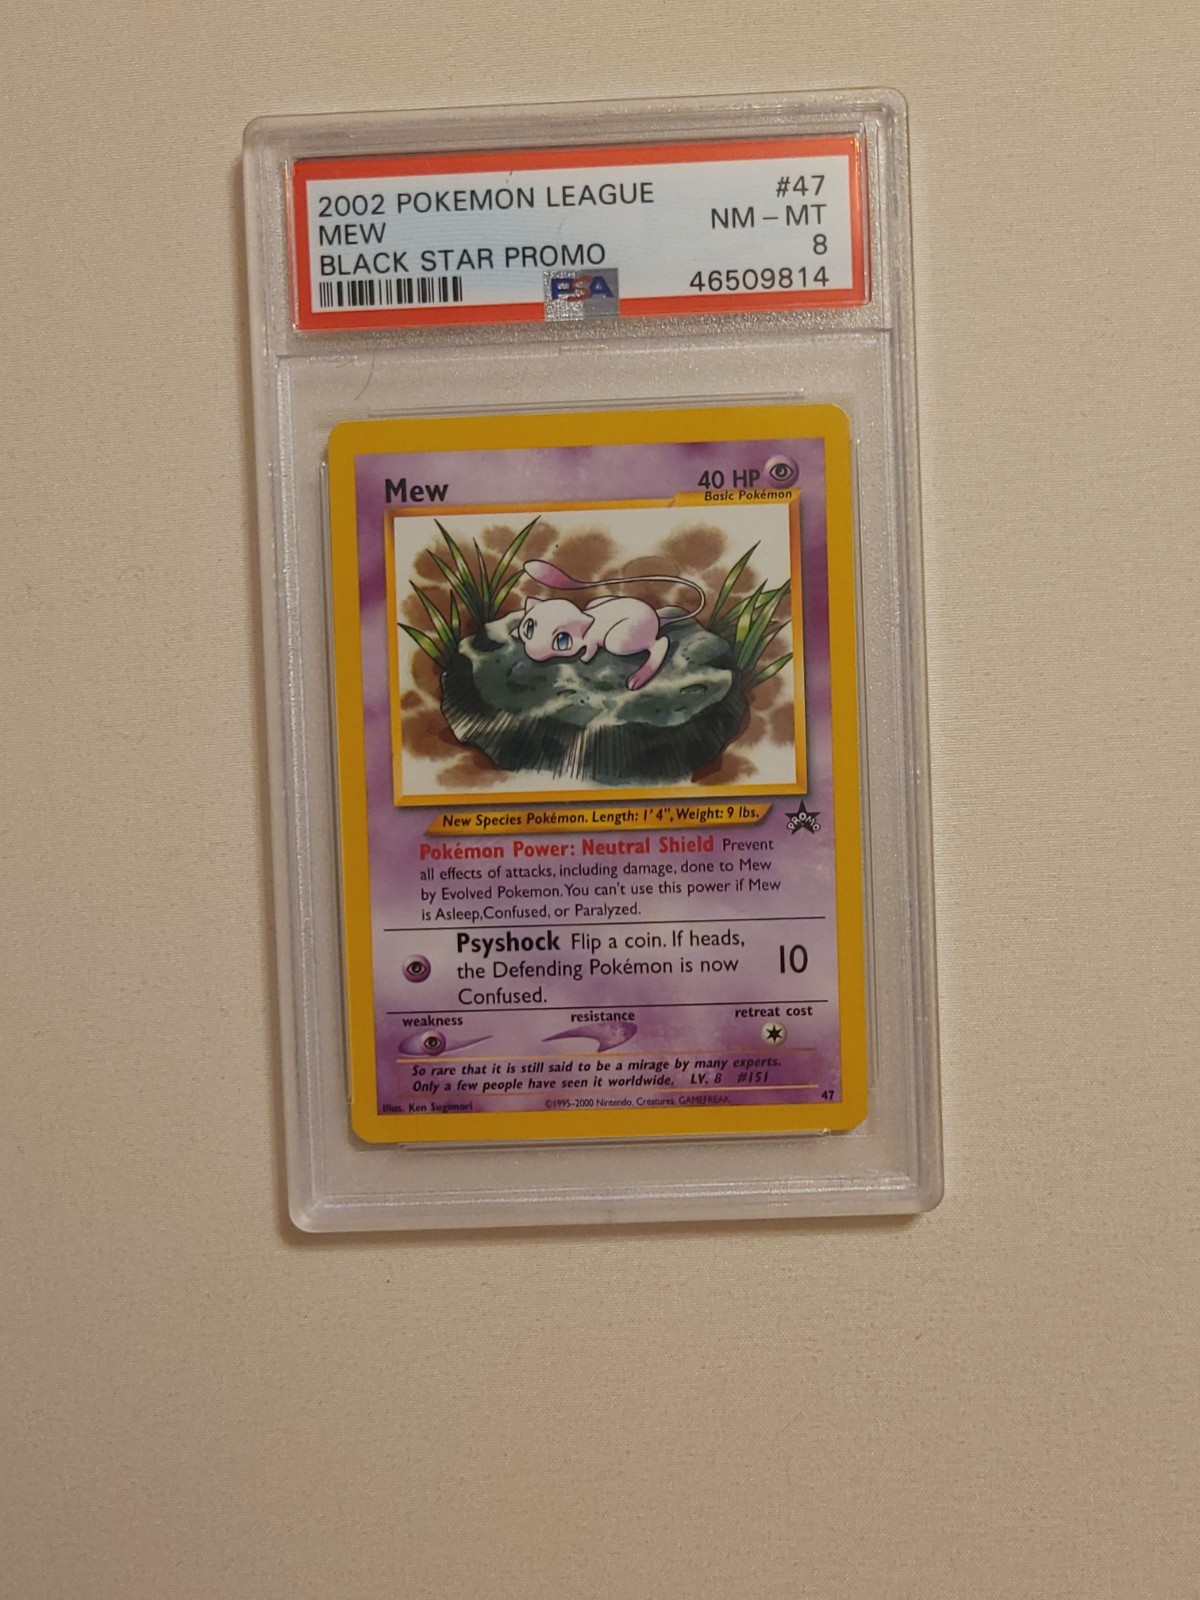 2002 POKEMON LEAGUE #47
MEW NM - MT
BLACK STAR PROMO 8
PSA 46509814
Mew 40 HP
Basic Pokémon
New Species Pokémon. Length: 1' 4", Weight: 9 lbs.
PROMO
Pokémon Power: Neutral Shield Prevent
all effects of attacks, including damage, done to Mew
by Evolved Pokemon. You can't use this power if Mew
is Asleep,Confused, or Paralyzed.
Psyshock Flip a coin. If heads,
the Defending Pokémon is now 10
Confused.
weakness resistance retreat cost
So rare that it is still said to be a mirage by many experts.
Only a few people have seen it worldwide. LV. 8 #151
Illus. Ken Sugimori ©1995-2000 Nintendo, Creatures, GAMEFREAK. 47